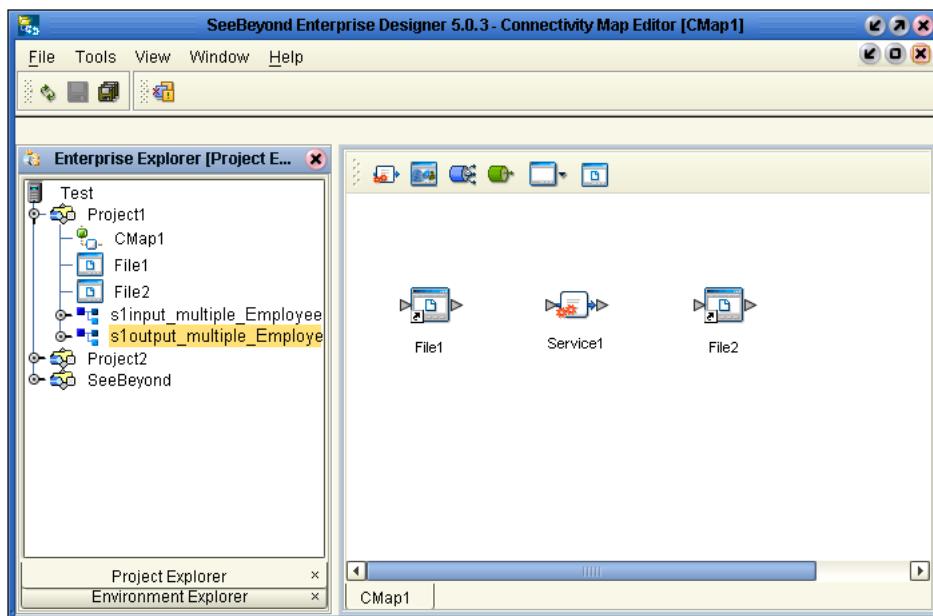 SeeBeyond Enterprise Designer 5.0.3 - Connectivity Map Editor [CMap1]
File Tools View Window Help
Enterprise Explorer [Project E...
Test
Project1
CMap1
File1
File2
s1input_multiple_Employee
s1output_multiple_Employe
Project2
SeeBeyond
File1
Service1
File2
Project Explorer
Environment Explorer
CMap1